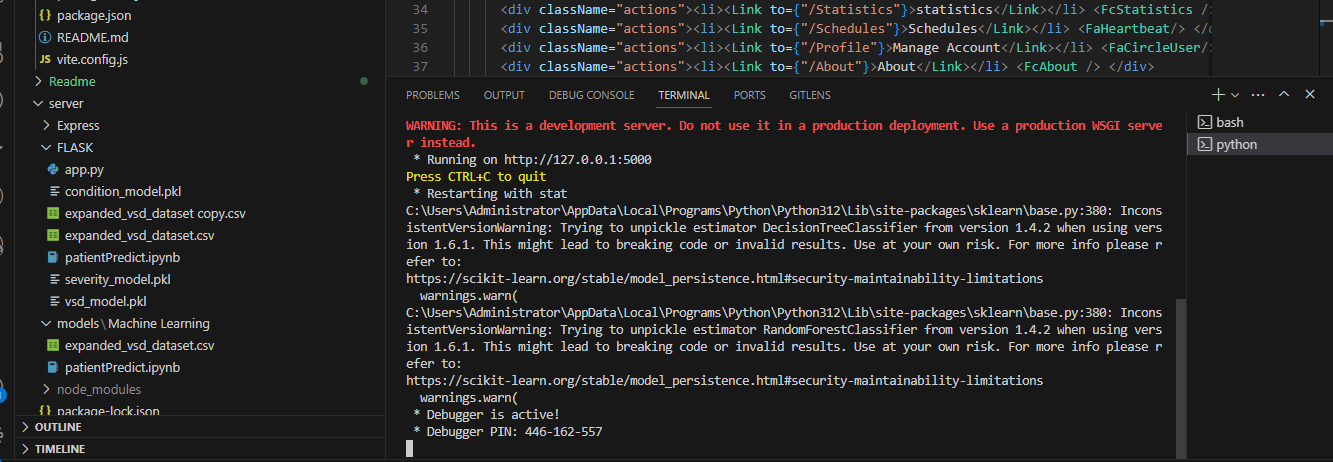 package.json
README.md
vite.config.js
Readme
server
Express
FLASK
app.py
condition_model.pkl
expanded_vsd_dataset copy.csv
expanded_vsd_dataset.csv
patientPredict.ipynb
severity_model.pkl
vsd_model.pkl
models\Machine Learning
expanded_vsd_dataset.csv
patientPredict.ipynb
node_modules
package-lock.json
OUTLINE
TIMELINE
34 <div className="actions"><li><Link to={"/Statistics"}>statistics</Link></li> <FcStatistics /
35 <div className="actions"><li><Link to={"/Schedules"}>Schedules</Link></li> <FaHeartbeat/> </
36 <div className="actions"><li><Link to={"/Profile"}>Manage Account</Link></li> <FaCircleUser/
37 <div className="actions"><li><Link to={"/About"}>About</Link></li> <FcAbout /> </div>
PROBLEMS OUTPUT DEBUG CONSOLE TERMINAL PORTS GITLENS
WARNING: This is a development server. Do not use it in a production deployment. Use a production WSGI serve
r instead.
* Running on http://127.0.0.1:5000
Press CTRL+C to quit
* Restarting with stat
C:\Users\Administrator\AppData\Local\Programs\Python\Python312\Lib\site-packages\sklearn\base.py:380: Incons
istentVersionWarning: Trying to unpickle estimator DecisionTreeClassifier from version 1.4.2 when using vers
ion 1.6.1. This might lead to breaking code or invalid results. Use at your own risk. For more info please r
efer to:
https://scikit-learn.org/stable/model_persistence.html#security-maintainability-limitations
warnings.warn(
C:\Users\Administrator\AppData\Local\Programs\Python\Python312\Lib\site-packages\sklearn\base.py:380: Incons
istentVersionWarning: Trying to unpickle estimator RandomForestClassifier from version 1.4.2 when using vers
ion 1.6.1. This might lead to breaking code or invalid results. Use at your own risk. For more info please r
efer to:
https://scikit-learn.org/stable/model_persistence.html#security-maintainability-limitations
warnings.warn(
* Debugger is active!
* Debugger PIN: 446-162-557
bash
python